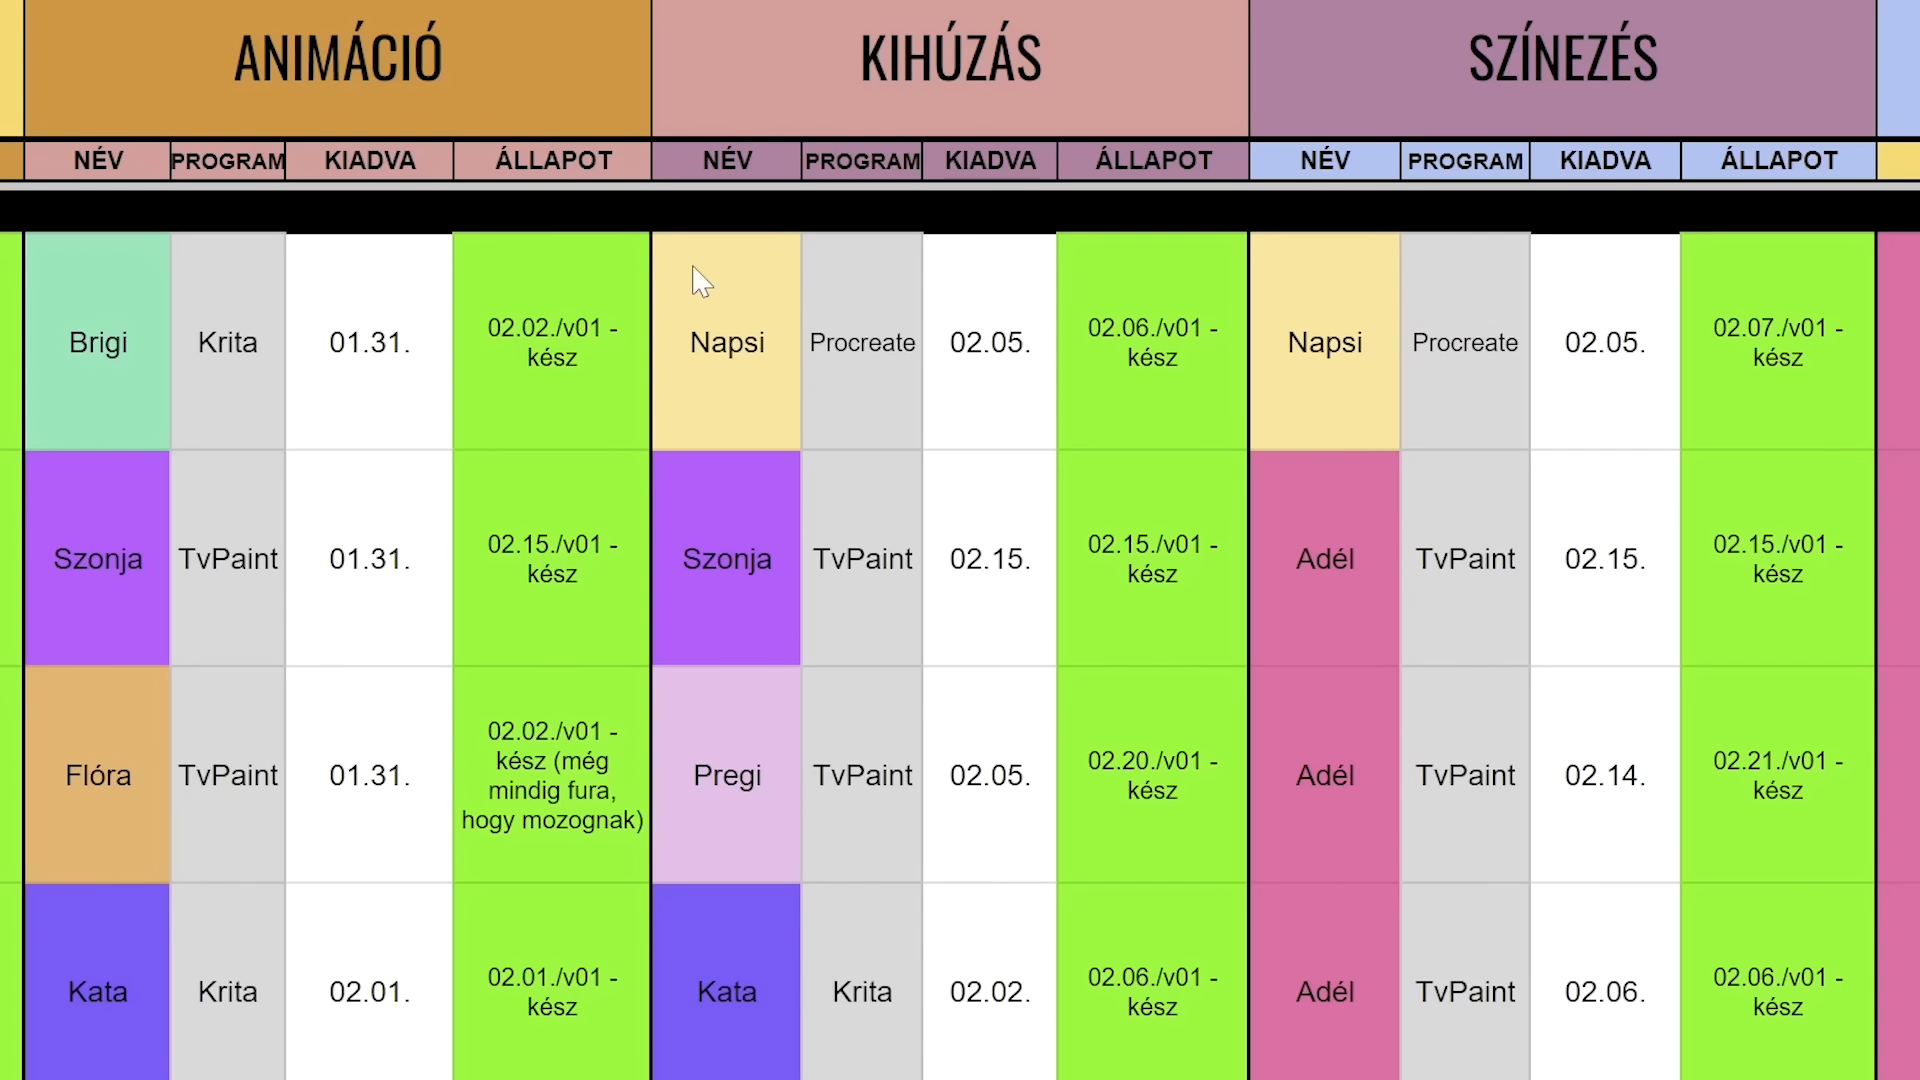 ANIMÁCIÓ KIHÚZÁS SZÍNEZÉS
NÉV PROGRAM KIADVA ÁLLAPOT NÉV PROGRAM KIADVA ÁLLAPOT NÉV PROGRAM KIADVA ÁLLAPOT
Brigi Krita 01.31. 02.02./v01 - kész Napsi Procreate 02.05. 02.06./v01 - kész Napsi Procreate 02.05. 02.07./v01 - kész
Szonja TvPaint 01.31. 02.15./v01 - kész Szonja TvPaint 02.15. 02.15./v01 - kész Adél TvPaint 02.15. 02.15./v01 - kész
Flóra TvPaint 01.31. 02.02./v01 - kész (még mindig fura, hogy mozognak) Pregi TvPaint 02.05. 02.20./v01 - kész Adél TvPaint 02.14. 02.21./v01 - kész
Kata Krita 02.01. 02.01./v01 - kész Kata Krita 02.02. 02.06./v01 - kész Adél TvPaint 02.06. 02.06./v01 - kész